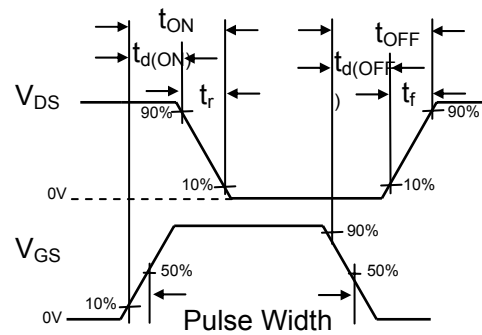 tON
tOFF
td(ON)
td(OFF
)
VDS
tr
tf
90%
90%
10%
10%
0V
VGS
90%
50%
50%
10%
0V
Pulse Width